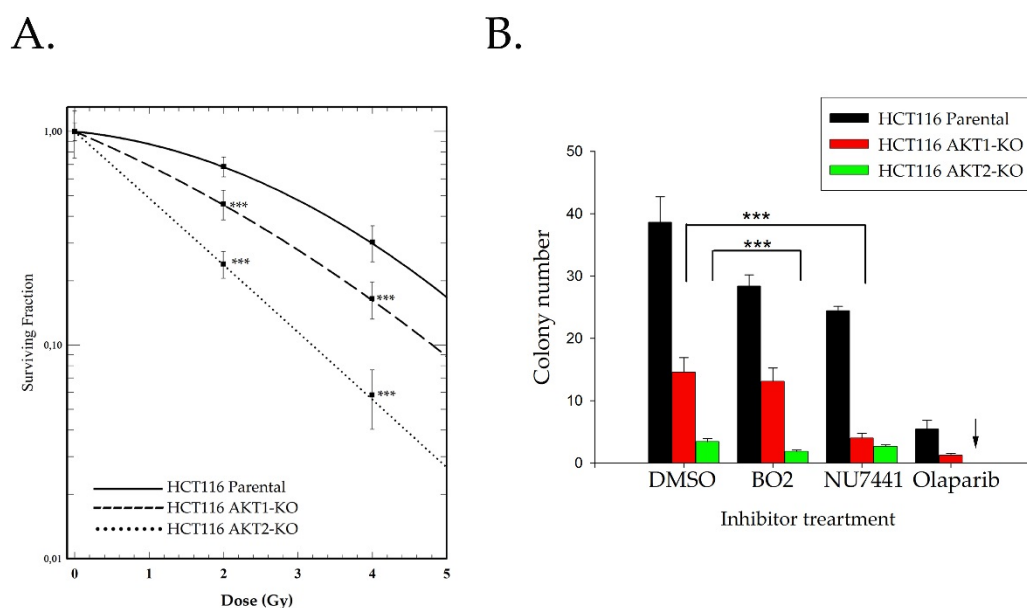 A.
1,00
***
***
***
***
0,10
0,01
Surviving Fraction
HCT116 Parental
HCT116 AKT1-KO
HCT116 AKT2-KO
0
1
2
3
4
5
Dose (Gy)
B.
HCT116 Parental
HCT116 AKT1-KO
HCT116 AKT2-KO
50
40
30
20
10
0
Colony number
***
***
DMSO
BO2
NU7441
Olaparib
Inhibitor treartment